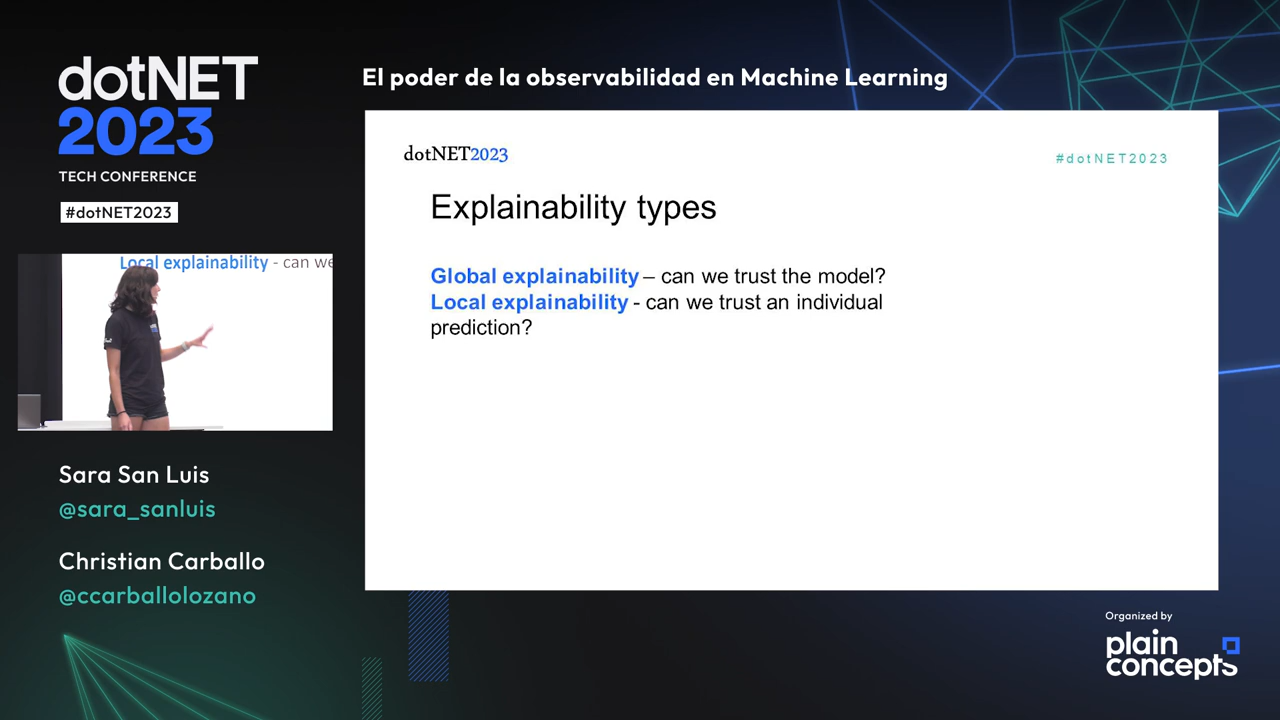 dotNET
2023
TECH CONFERENCE
#dotNET2023
El poder de la observabilidad en Machine Learning
dotNET2023
#dotNET2023
Explainability types
Global explainability – can we trust the model?
Local explainability - can we trust an individual
prediction?
Local explainability - can we
Sara San Luis
@sara_sanluis
Christian Carballo
@ccarballolozano
Organized by
plain
concepts